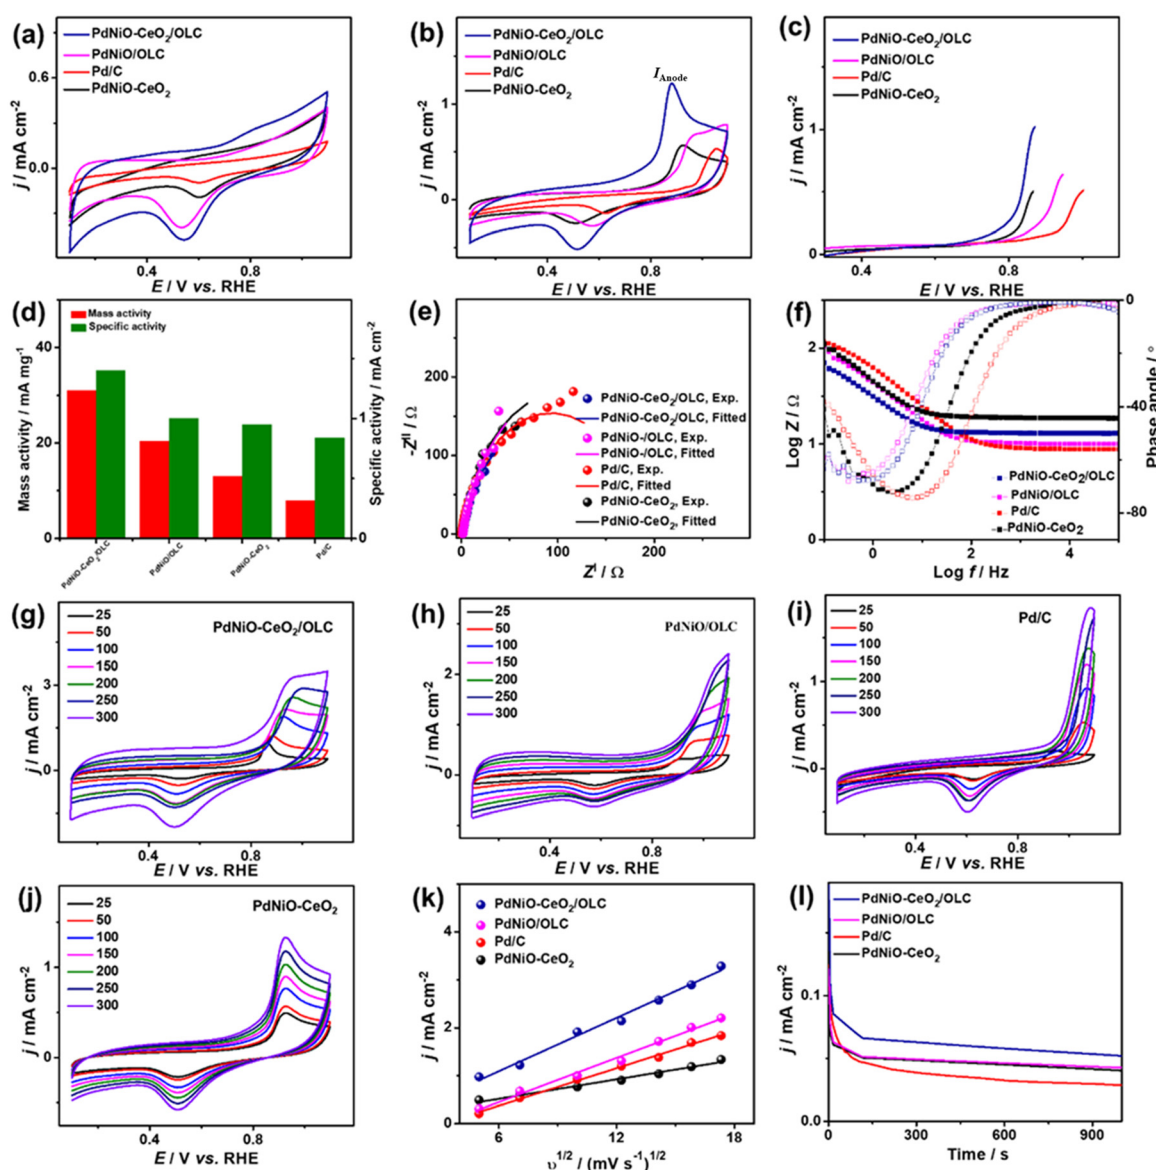 (a)
PdNiO-CeO₂/OLC
PdNiO/OLC
Pd/C
PdNiO-CeO₂
0.6
0.0
j / mA cm⁻²
0.4
0.8
E / V vs. RHE
(b)
PdNiO-CeO₂/OLC
PdNiO/OLC
Pd/C
PdNiO-CeO₂
I Anode
1
0
j / mA cm⁻²
0.4
0.8
E / V vs. RHE
(c)
PdNiO-CeO₂/OLC
PdNiO/OLC
Pd/C
PdNiO-CeO₂
1
0
j / mA cm⁻²
0.4
0.8
E / V vs. RHE
(d)
Mass activity
Specific activity
40
20
0
Mass activity / mA mg⁻¹
1
0
Specific activity / mA cm⁻²
PdNiO-CeO₂/OLC
PdNiO/OLC
PdNiO-CeO₂
Pd/C
(e)
300
200
100
0
-Zᴵᴵ / Ω
PdNiO-CeO₂/OLC, Exp.
PdNiO-CeO₂/OLC, Fitted
PdNiO-/OLC, Exp.
PdNiO-/OLC, Fitted
Pd/C, Exp.
Pd/C, Fitted
PdNiO-CeO₂, Exp.
PdNiO-CeO₂, Fitted
0
100
200
Zᴵ / Ω
(f)
2
2
1
0
Log Z / Ω
0
-40
-80
Phase angle / °
PdNiO-CeO₂/OLC
PdNiO/OLC
Pd/C
PdNiO-CeO₂
0
2
4
Log f / Hz
(g)
25
50
100
150
200
250
300
PdNiO-CeO₂/OLC
3
0
j / mA cm⁻²
0.4
0.8
E / V vs. RHE
(h)
25
50
100
150
200
250
300
PdNiO/OLC
2
0
j / mA cm⁻²
0.4
0.8
E / V vs. RHE
(i)
25
50
100
150
200
250
300
Pd/C
1
0
j / mA cm⁻²
0.4
0.8
E / V vs. RHE
(j)
25
50
100
150
200
250
300
PdNiO-CeO₂
1
0
j / mA cm⁻²
0.4
0.8
E / V vs. RHE
(k)
PdNiO-CeO₂/OLC
PdNiO/OLC
Pd/C
PdNiO-CeO₂
4
2
0
j / mA cm⁻²
6
12
18
υ¹ᐟ² / (mV s⁻¹)¹ᐟ²
(l)
PdNiO-CeO₂/OLC
PdNiO/OLC
Pd/C
PdNiO-CeO₂
0.1
0.0
j / mA cm⁻²
0
300
600
900
Time / s